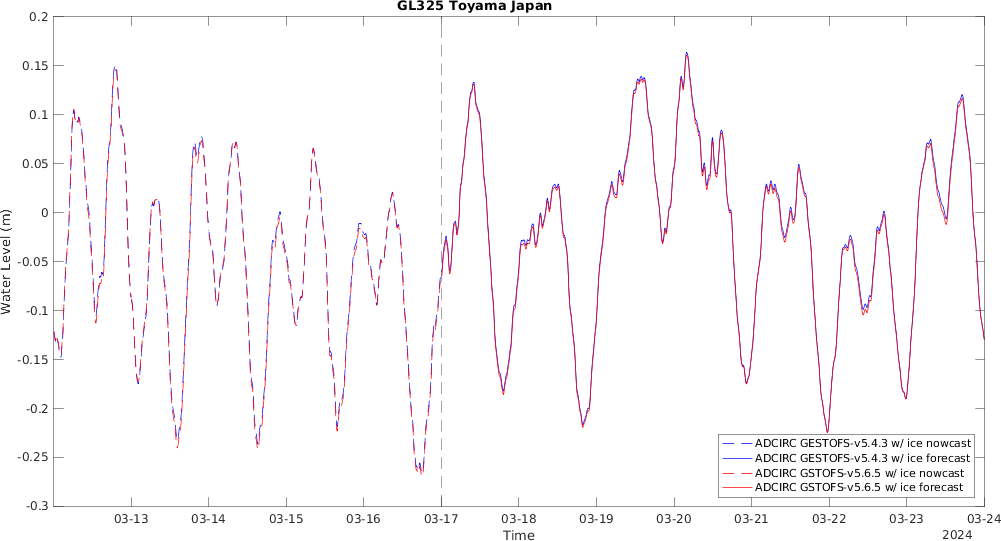 GL325 Toyama Japan
0.2
0.15
0.1
0.05
0
-0.05
-0.1
-0.15
-0.2
-0.25
-0.3
Water Level (m)
ADCIRC GESTOFS-v5.4.3 w/ ice nowcast
ADCIRC GESTOFS-v5.4.3 w/ ice forecast
ADCIRC GSTOFS-v5.6.5 w/ ice nowcast
ADCIRC GSTOFS-v5.6.5 w/ ice forecast
03-13 03-14 03-15 03-16 03-17 03-18 03-19 03-20 03-21 03-22 03-23 03-24
Time
2024